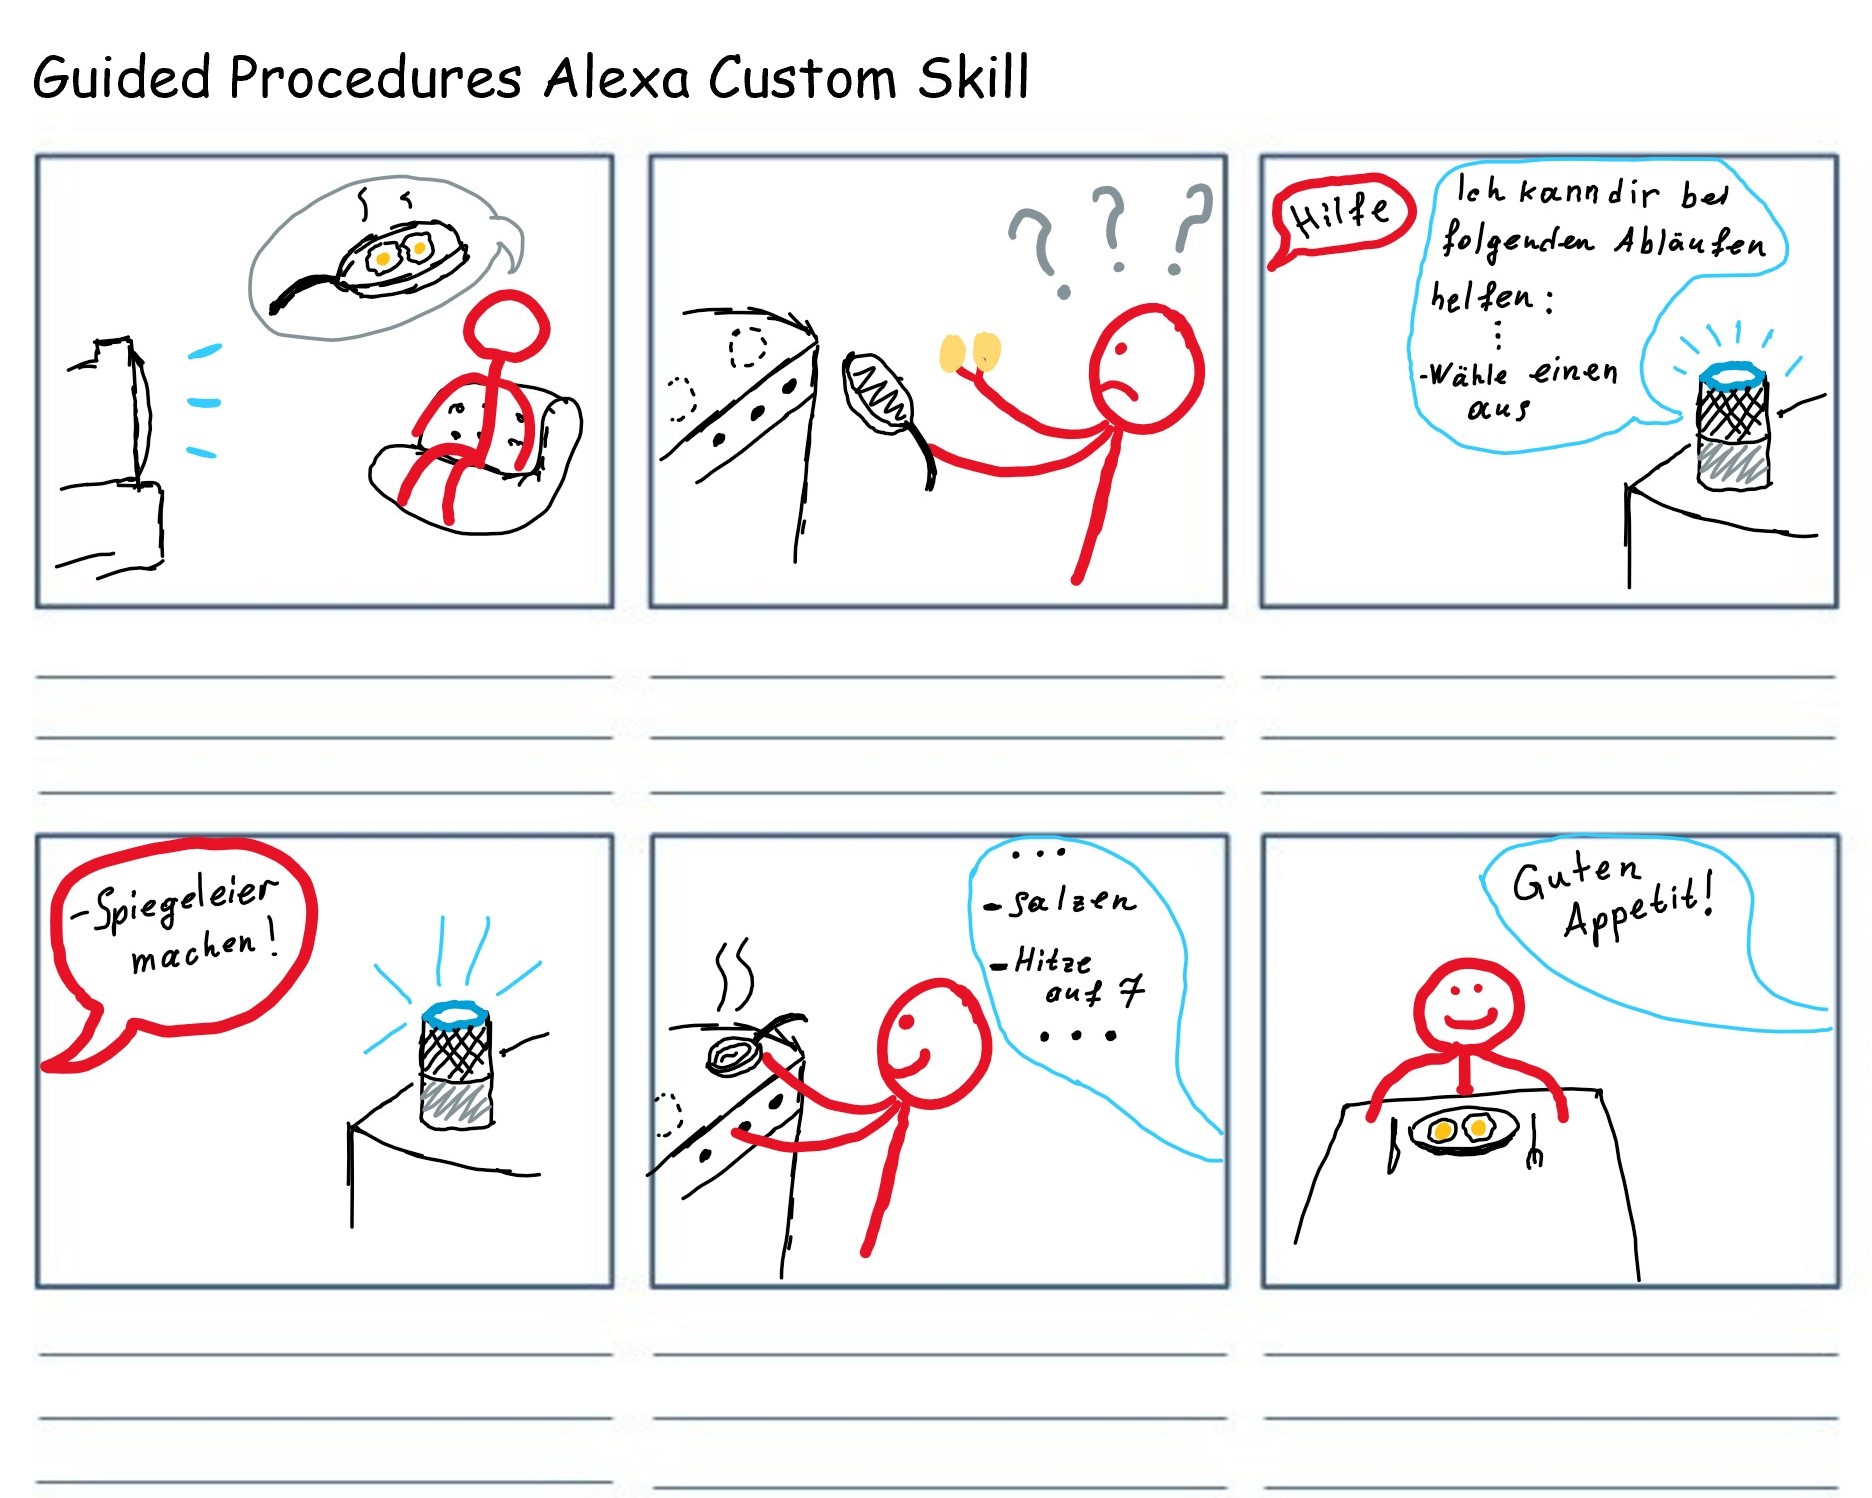 Guided Procedures Alexa Custom Skill
? ? ?
Hilfe
Ich kann dir bei
folgenden Abläufen
helfen:
⋮
-Wähle einen
aus
-Spiegeleier
machen!
...
- salzen
- Hitze
auf 7
...
Guten
Appetit!